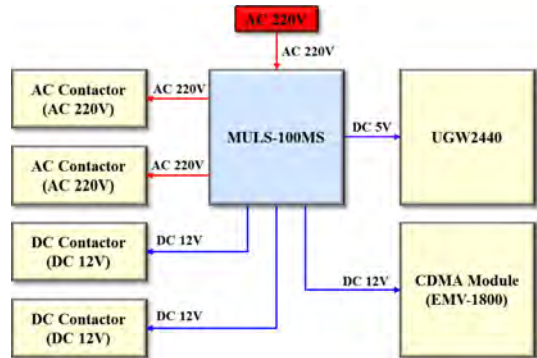 AC 220V
AC 220V
AC Contactor
(AC 220V)
AC 220V
MULS-100MS
DC 5V
UGW2440
AC Contactor
(AC 220V)
AC 220V
DC Contactor
(DC 12V)
DC 12V
DC 12V
CDMA Module
(EMV-1800)
DC Contactor
(DC 12V)
DC 12V